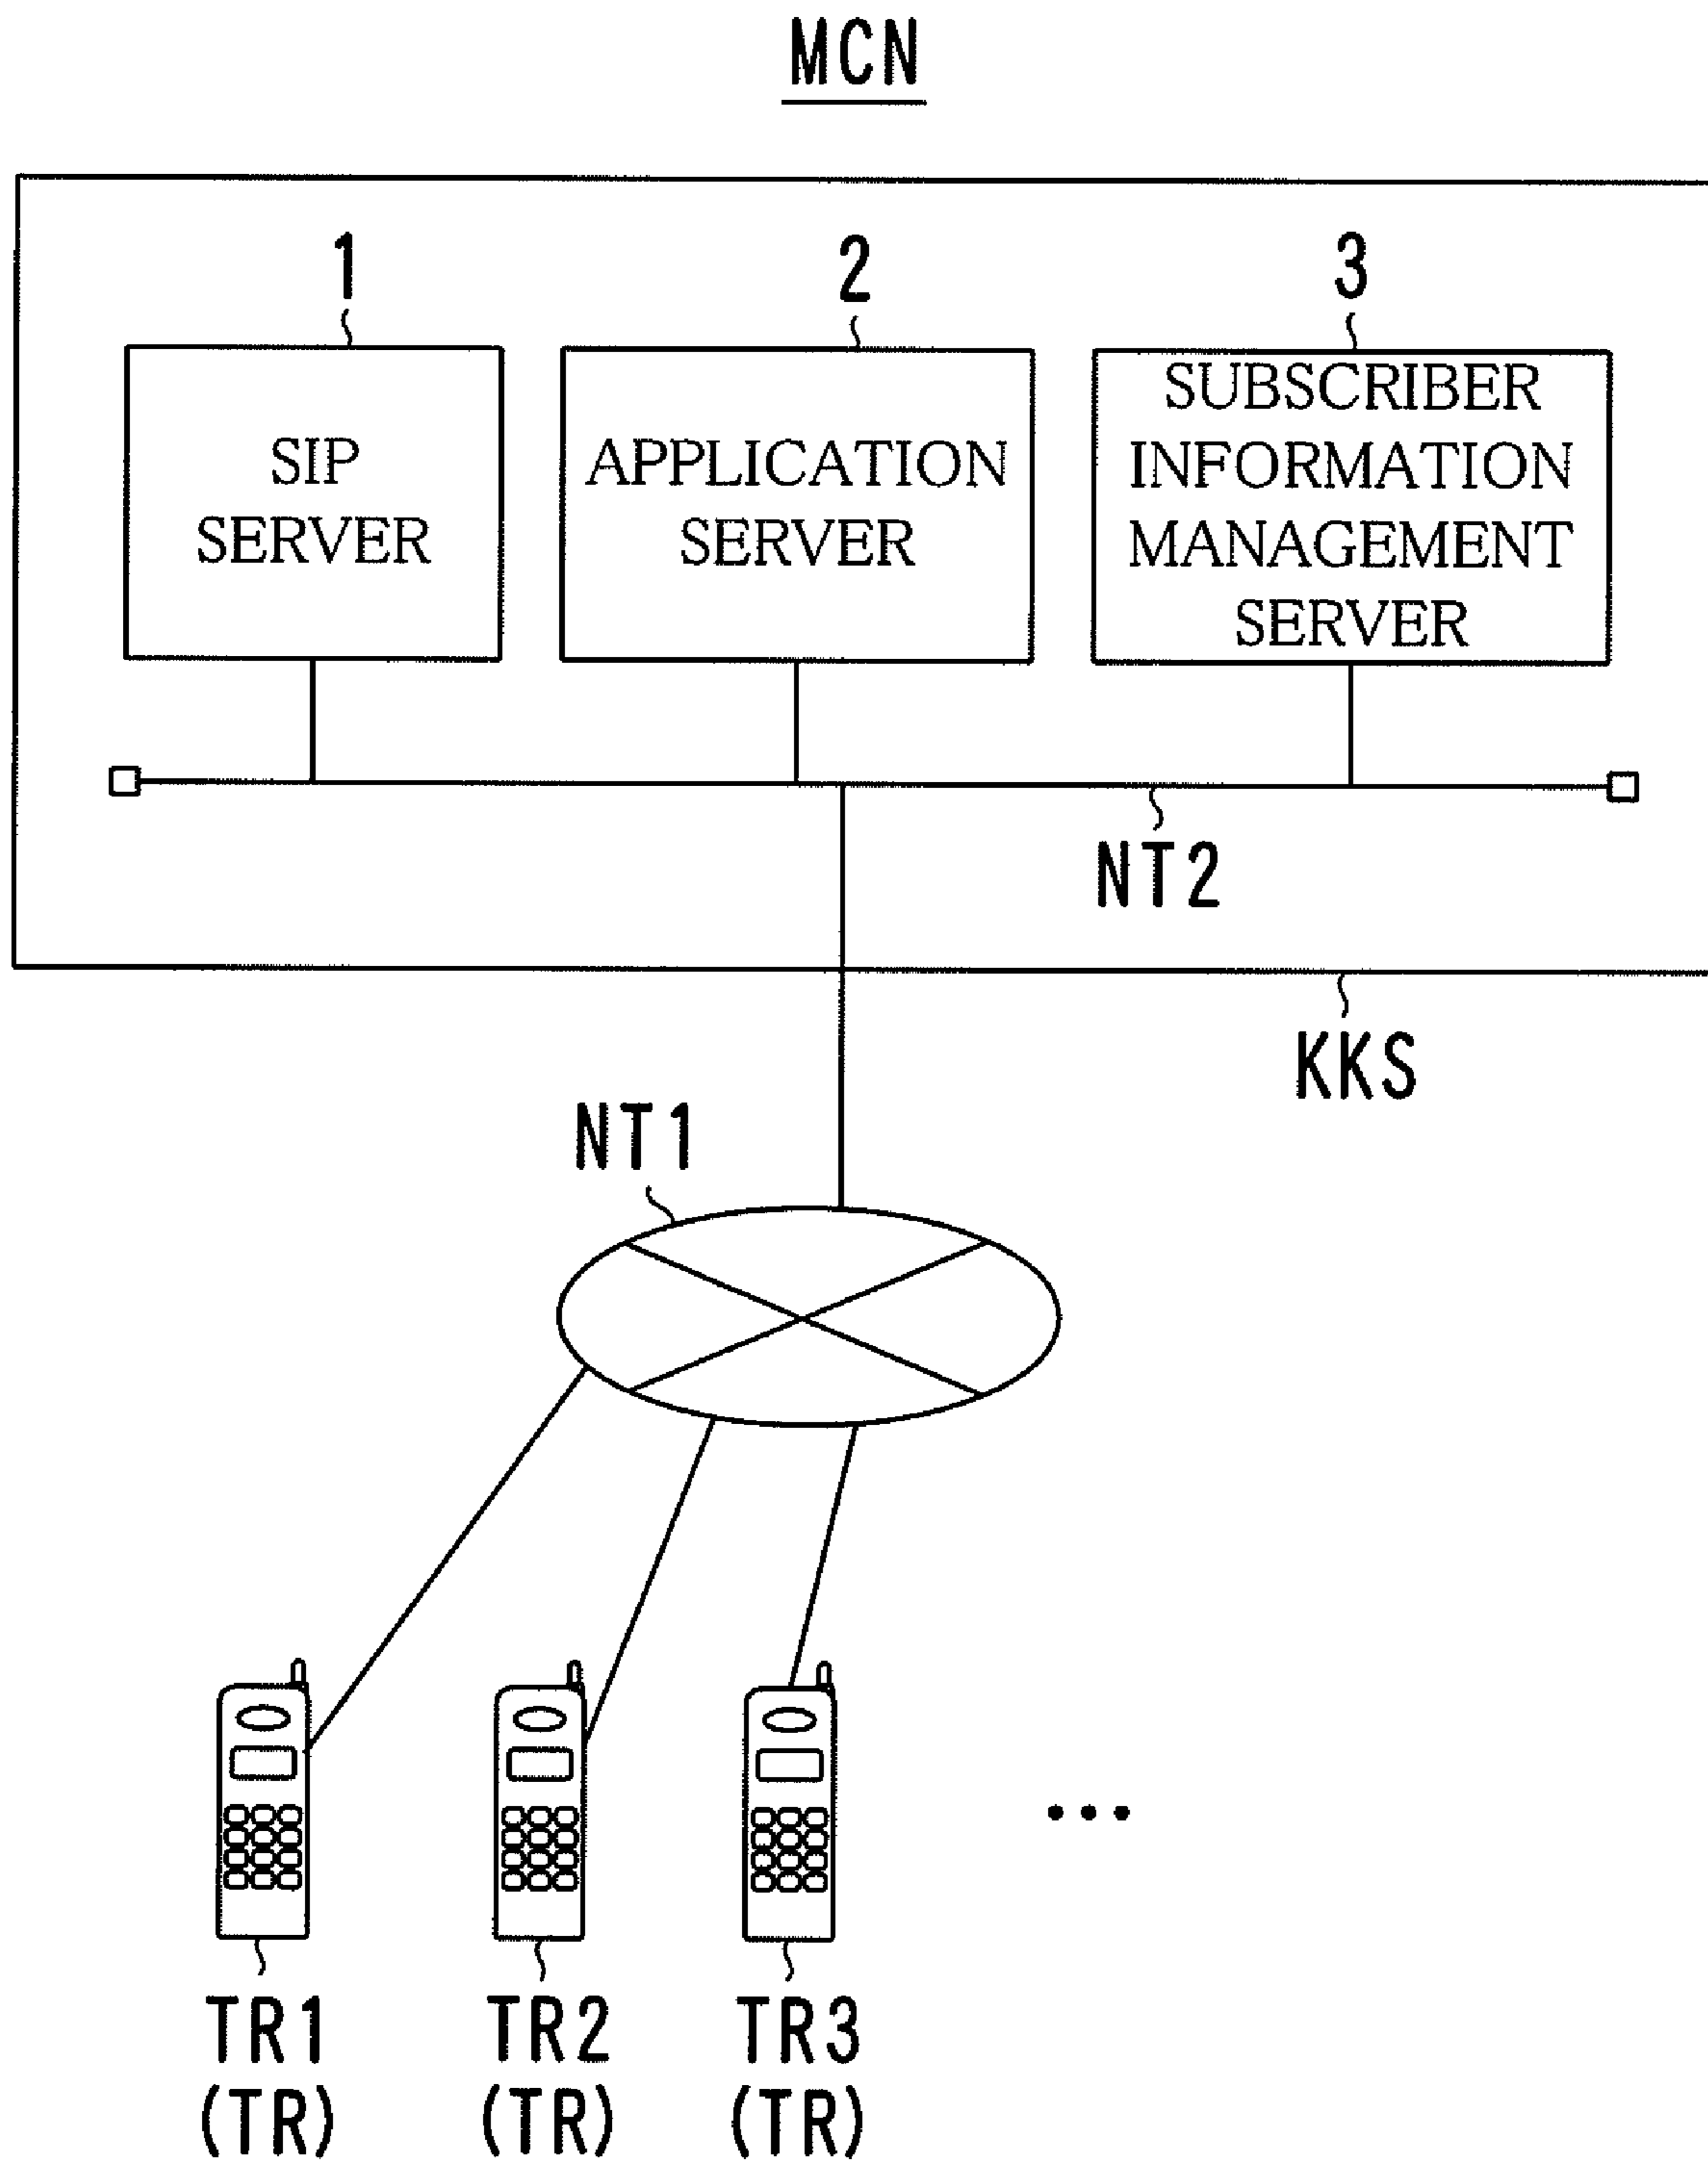 MCN
1
2
3
SIP
SERVER
APPLICATION
SERVER
SUBSCRIBER
INFORMATION
MANAGEMENT
SERVER
NT2
KKS
NT1
TR1
(TR)
TR2
(TR)
TR3
(TR)